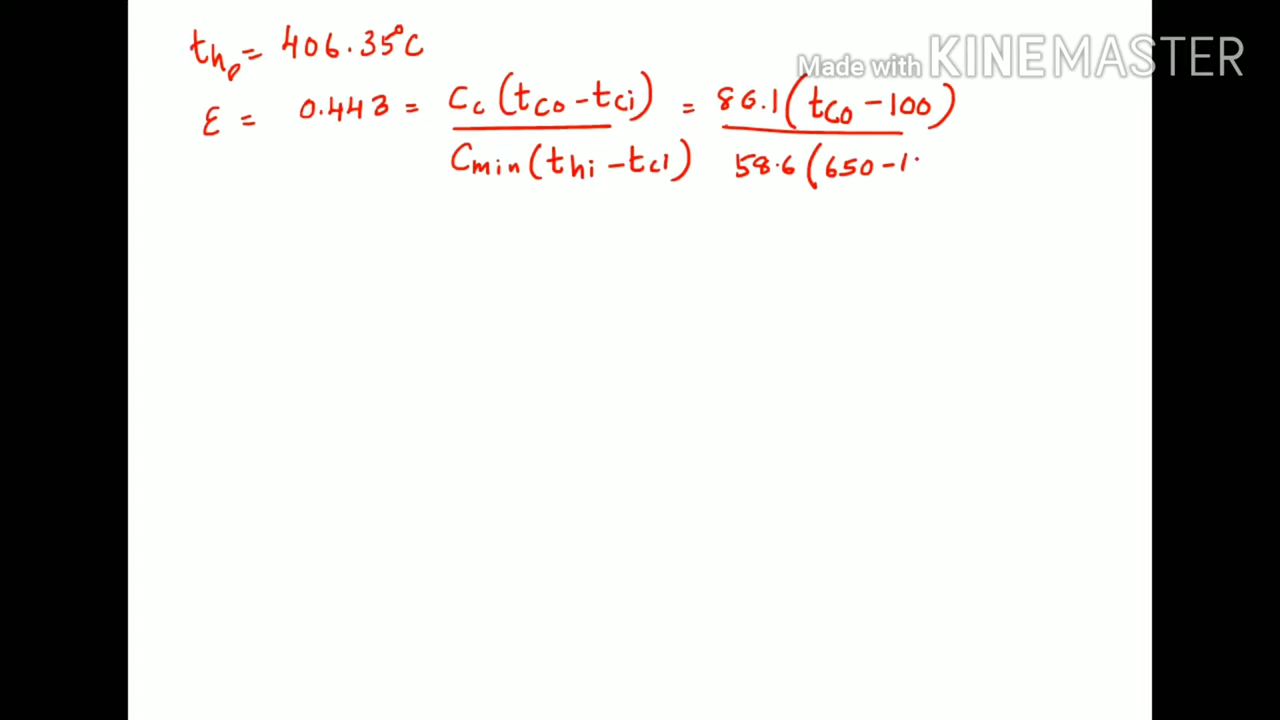 tho = 406.35°C
Made with KINEMASTER
ε = 0.443 = Cc (tco - tci) / Cmin (thi - tci) = 86.1 (tco - 100) / 58.6 (650 - 1